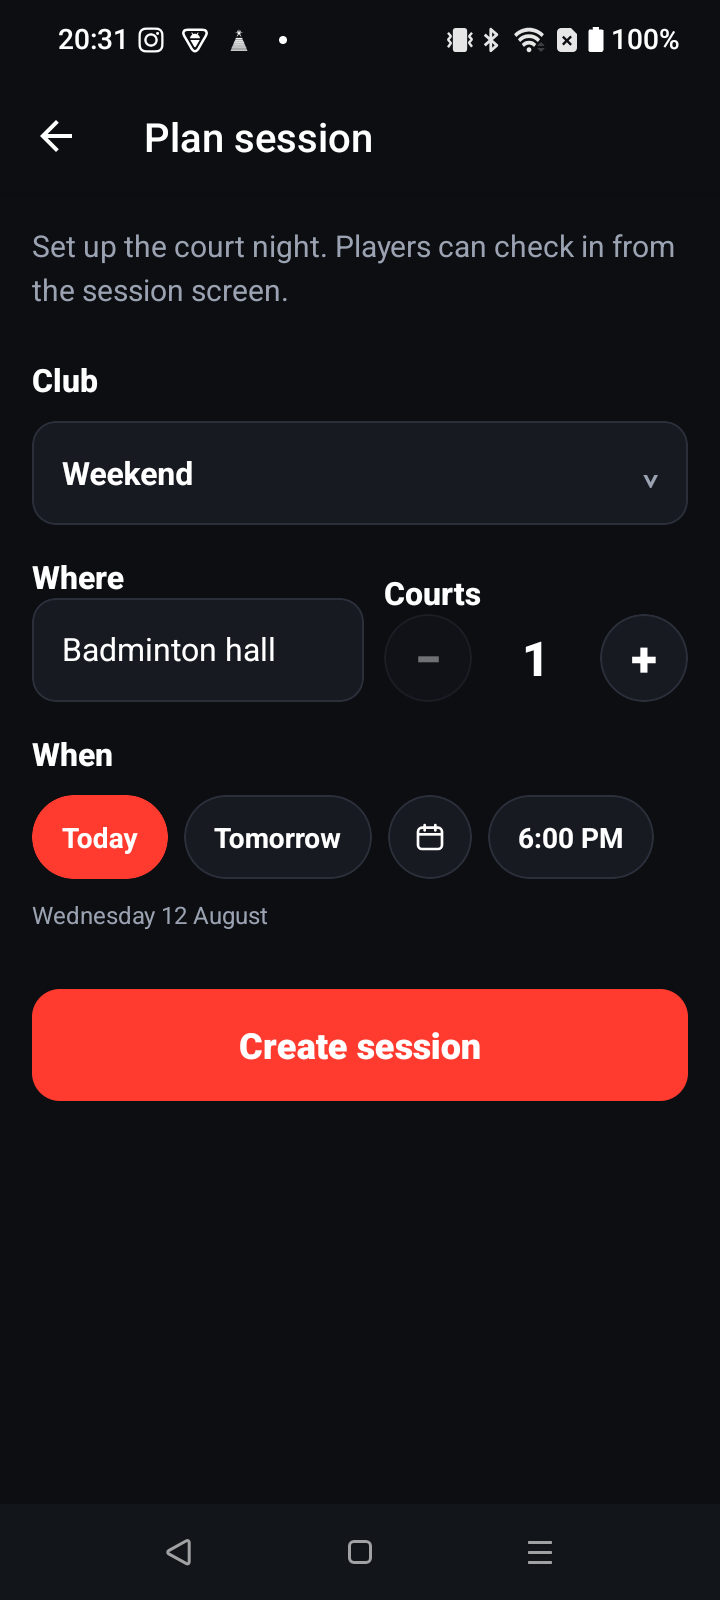 20:31 100%
Plan session
Set up the court night. Players can check in from
the session screen.
Club
Weekend
v
Where
Courts
Badminton hall
− 1 +
When
Today Tomorrow 6:00 PM
Wednesday 12 August
Create session